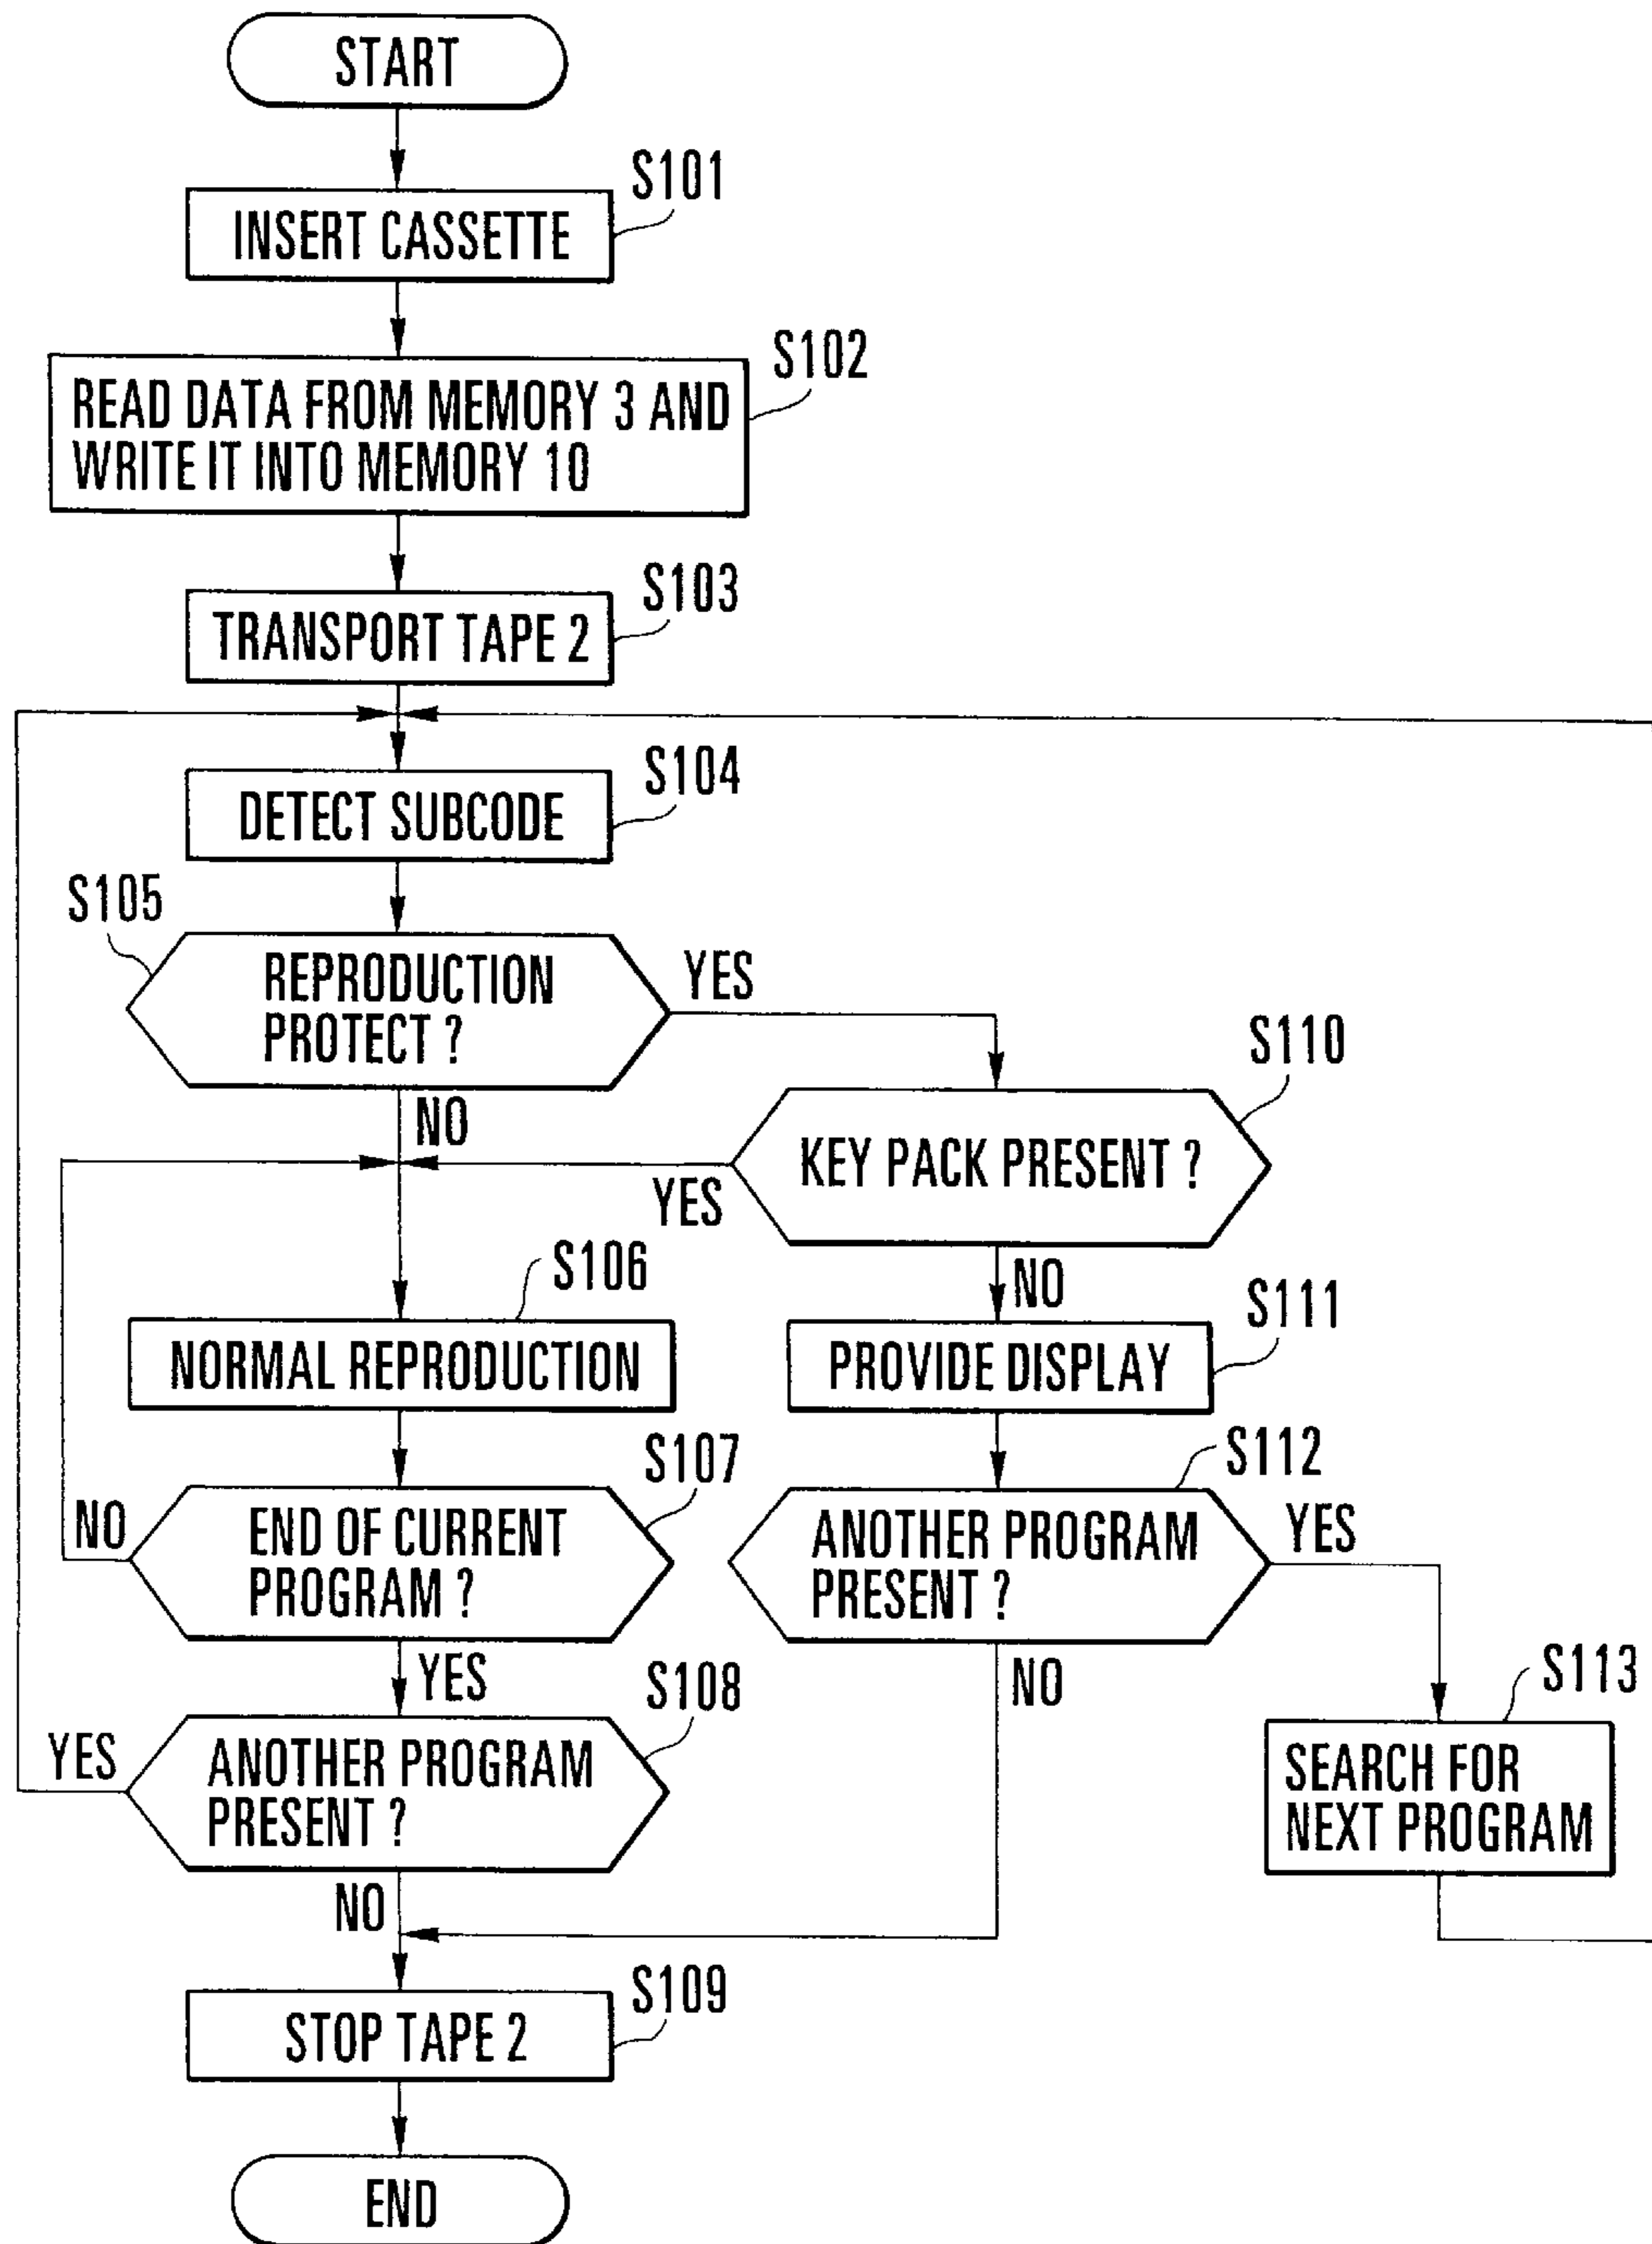 START
S101
INSERT CASSETTE
S102
READ DATA FROM MEMORY 3 AND
WRITE IT INTO MEMORY 10
S103
TRANSPORT TAPE 2
S104
DETECT SUBCODE
S105
REPRODUCTION
PROTECT ?
YES
NO
S110
KEY PACK PRESENT ?
YES
NO
S106
NORMAL REPRODUCTION
S111
PROVIDE DISPLAY
S107
END OF CURRENT
PROGRAM ?
NO
YES
S112
ANOTHER PROGRAM
PRESENT ?
YES
NO
S108
ANOTHER PROGRAM
PRESENT ?
YES
NO
S113
SEARCH FOR
NEXT PROGRAM
S109
STOP TAPE 2
END